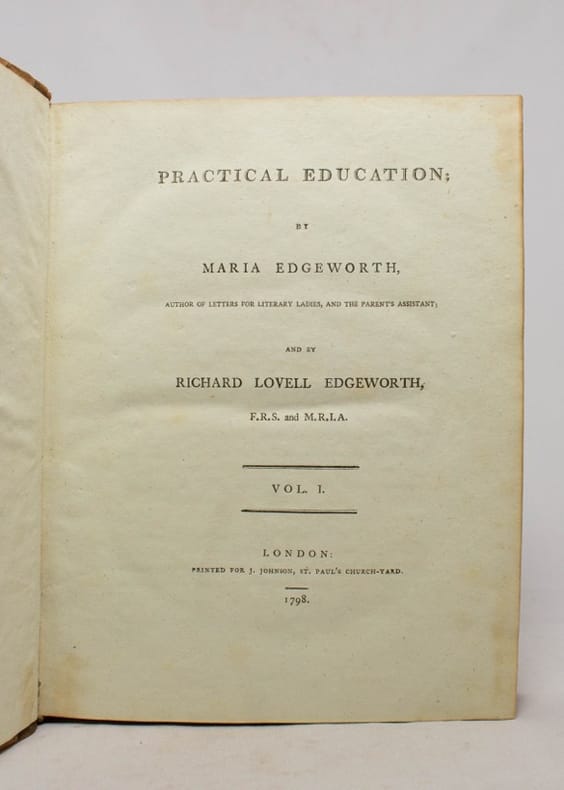 PRACTICAL EDUCATION;
BY
MARIA EDGEWORTH,
AUTHOR OF LETTERS FOR LITERARY LADIES, AND THE PARENT'S ASSISTANT;
AND BY
RICHARD LOVELL EDGEWORTH,
F.R.S. and M.R.I.A.
VOL. I.
LONDON:
PRINTED FOR J. JOHNSON, ST. PAUL'S CHURCH-YARD.
1798.